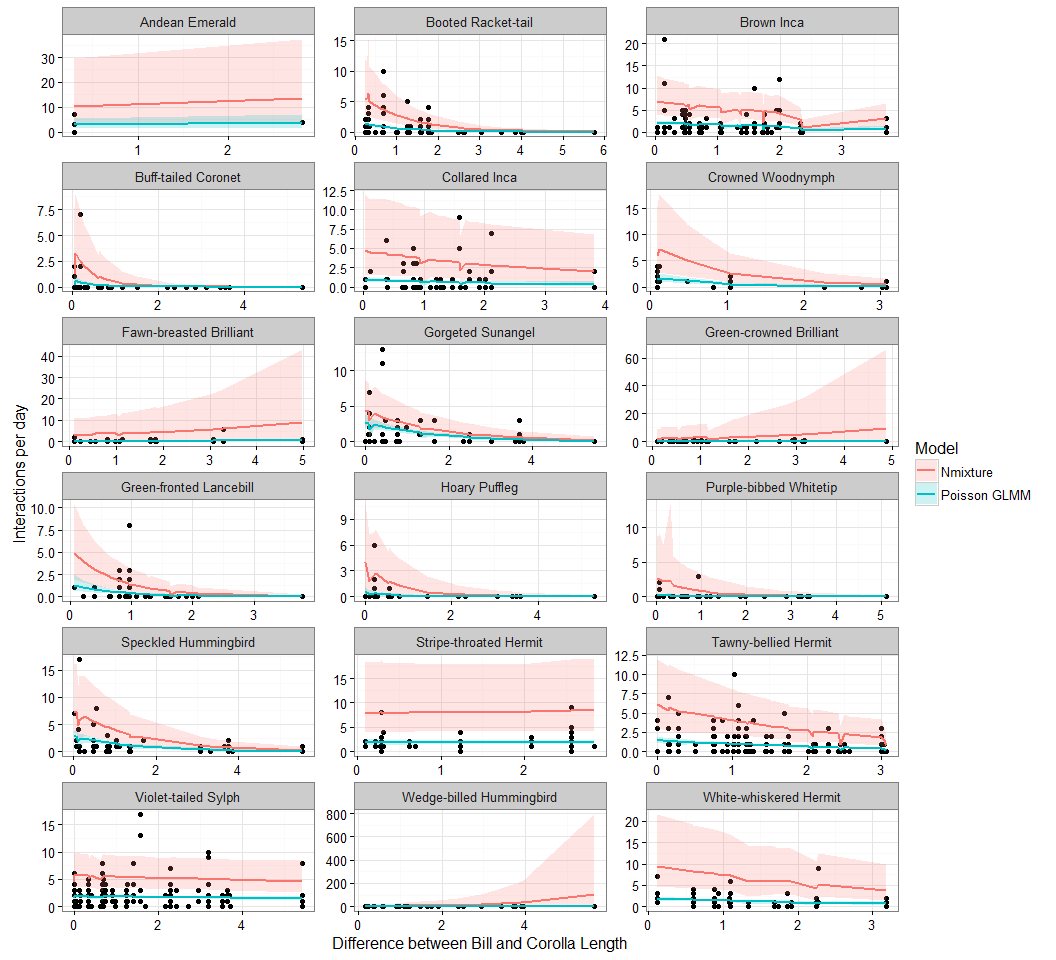 Andean Emerald Booted Racket-tail Brown Inca
30 20 10 0
15 10 5 0
20 15 10 5 0
1 2
0 1 2 3 4 5 6
0 1 2 3
Buff-tailed Coronet Collared Inca Crowned Woodnymph
7.5 5.0 2.5 0.0
12.5 10.0 7.5 5.0 2.5 0.0
15 10 5 0
0 2 4
0 1 2 3 4
0 1 2 3
Fawn-breasted Brilliant Gorgeted Sunangel Green-crowned Brilliant
40 30 20 10 0
10 5 0
60 40 20 0
0 1 2 3 4 5
0 2 4
0 1 2 3 4 5
Green-fronted Lancebill Hoary Puffleg Purple-bibbed Whitetip
10.0 7.5 5.0 2.5 0.0
9 6 3 0
10 5 0
0 1 2 3
0 2 4
0 1 2 3 4 5
Speckled Hummingbird Stripe-throated Hermit Tawny-bellied Hermit
15 10 5 0
15 10 5 0
12.5 10.0 7.5 5.0 2.5 0.0
0 2 4
0 1 2
0 1 2 3
Violet-tailed Sylph Wedge-billed Hummingbird White-whiskered Hermit
15 10 5 0
800 600 400 200 0
20 15 10 5 0
0 2 4
0 2 4
0 1 2 3
Interactions per day
Difference between Bill and Corolla Length
Model
Nmixture
Poisson GLMM